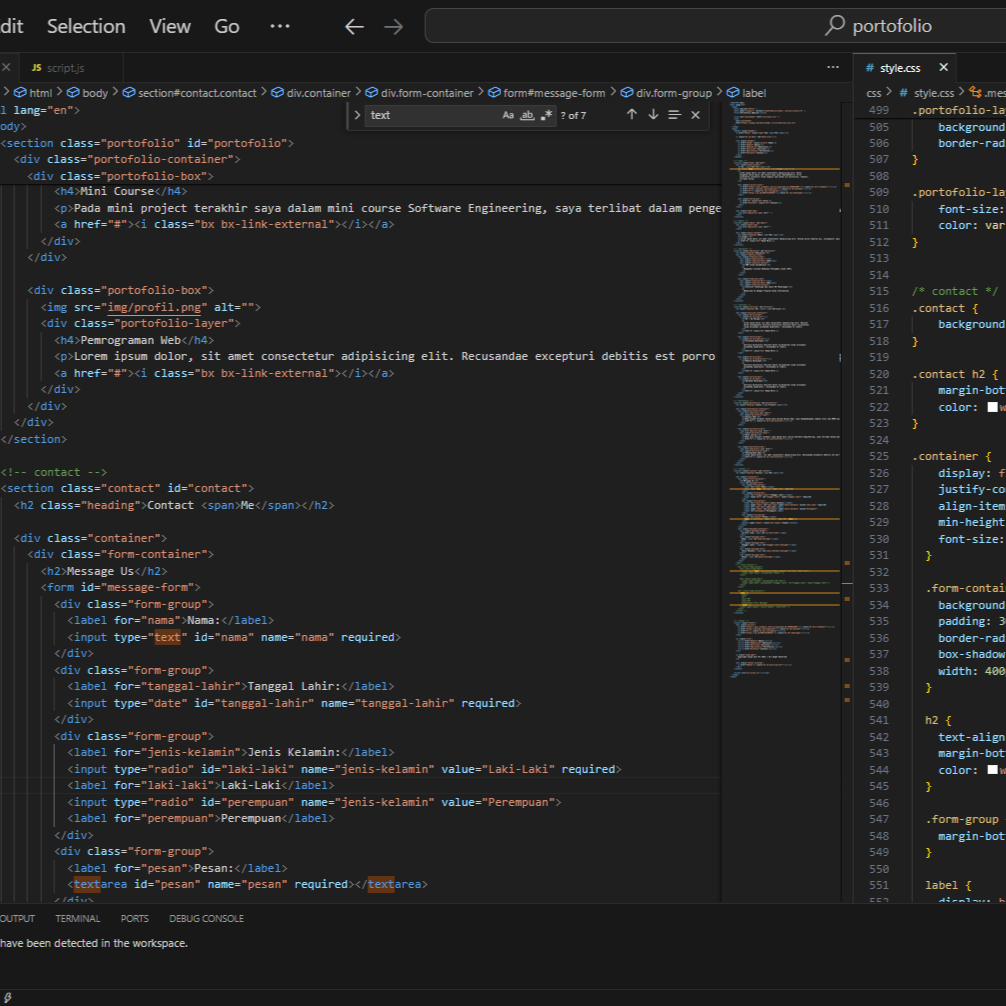 dit Selection View Go ··· ← → portofolio
JS script.js ··· # style.css ×
html > body > section#contact.contact > div.container > div.form-container > form#message-form > div.form-group > label
css > # style.css > .mes
> text Aa ab .* ? of 7
l lang="en">
ody>
<section class="portofolio" id="portofolio">
<div class="portofolio-container">
<div class="portofolio-box">
<h4>Mini Course</h4>
<p>Pada mini project terakhir saya dalam mini course Software Engineering, saya terlibat dalam penge
<a href="#"><i class="bx bx-link-external"></i></a>
</div>
</div>
<div class="portofolio-box">
<img src="img/profil.png" alt="">
<div class="portofolio-layer">
<h4>Pemrograman Web</h4>
<p>Lorem ipsum dolor, sit amet consectetur adipisicing elit. Recusandae excepturi debitis est porro
<a href="#"><i class="bx bx-link-external"></i></a>
</div>
</div>
</div>
</section>
<!-- contact -->
<section class="contact" id="contact">
<h2 class="heading">Contact <span>Me</span></h2>
<div class="container">
<div class="form-container">
<h2>Message Us</h2>
<form id="message-form">
<div class="form-group">
<label for="nama">Nama:</label>
<input type="text" id="nama" name="nama" required>
</div>
<div class="form-group">
<label for="tanggal-lahir">Tanggal Lahir:</label>
<input type="date" id="tanggal-lahir" name="tanggal-lahir" required>
</div>
<div class="form-group">
<label for="jenis-kelamin">Jenis Kelamin:</label>
<input type="radio" id="laki-laki" name="jenis-kelamin" value="Laki-Laki" required>
<label for="laki-laki">Laki-Laki</label>
<input type="radio" id="perempuan" name="jenis-kelamin" value="Perempuan">
<label for="perempuan">Perempuan</label>
</div>
<div class="form-group">
<label for="pesan">Pesan:</label>
<textarea id="pesan" name="pesan" required></textarea>
</div>
499 .portofolio-lay
505 background
506 border-rad
507 }
508
509 .portofolio-lay
510 font-size:
511 color: var
512 }
513
514
515 /* contact */
516 .contact {
517 background
518 }
519
520 .contact h2 {
521 margin-bot
522 color: w
523 }
524
525 .container {
526 display: f
527 justify-co
528 align-item
529 min-height
530 font-size:
531 }
532
533 .form-contain
534 background
535 padding: 3
536 border-rad
537 box-shadow
538 width: 400
539 }
540
541 h2 {
542 text-align
543 margin-bot
544 color: w
545 }
546
547 .form-group
548 margin-bot
549 }
550
551 label {
552 display: b
OUTPUT TERMINAL PORTS DEBUG CONSOLE
have been detected in the workspace.